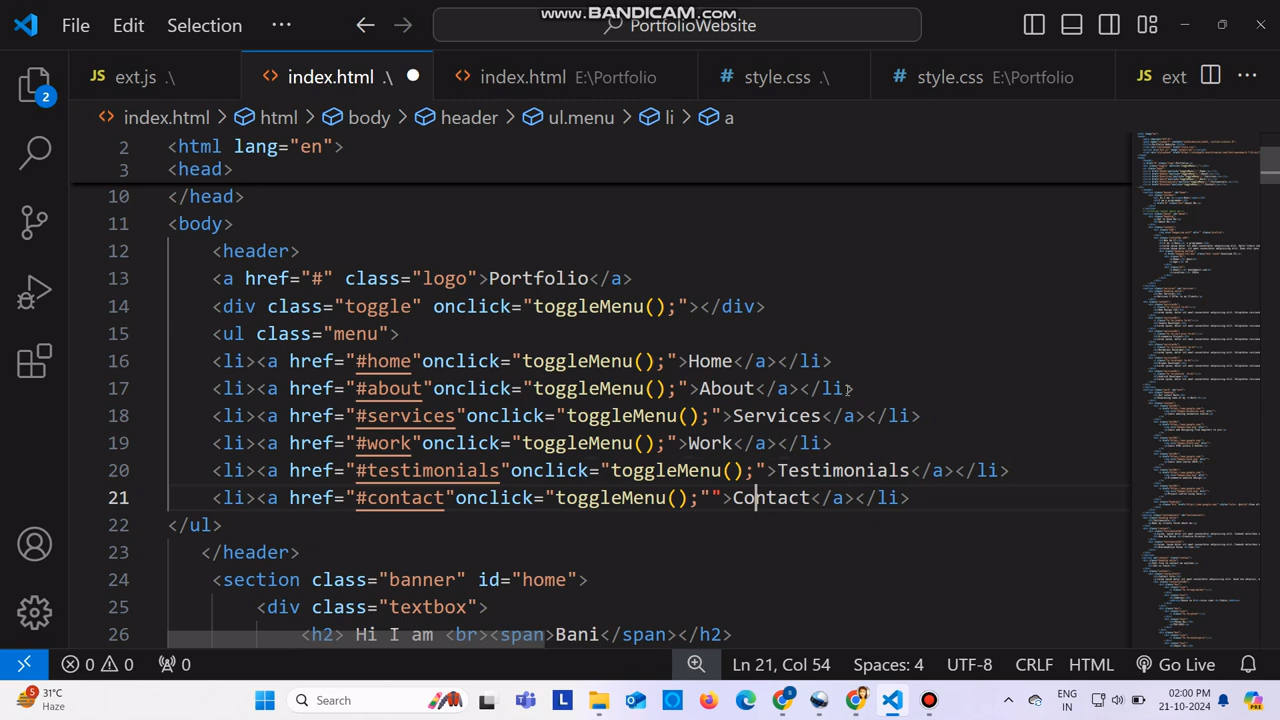 www.BANDICAM.com
File Edit Selection ··· PortfolioWebsite
ext.js .\ index.html .\ index.html E:\Portfolio style.css .\ style.css E:\Portfolio JS ext
index.html > html > body > header > ul.menu > li > a
2 <html lang="en">
3 <head>
10 </head>
11 <body>
12 <header>
13 <a href="#" class="logo">Portfolio</a>
14 <div class="toggle" onclick="toggleMenu();"></div>
15 <ul class="menu">
16 <li><a href="#home"onclick="toggleMenu();">Home</a></li>
17 <li><a href="#about"onclick="toggleMenu();">About</a></li>
18 <li><a href="#services"onclick="toggleMenu();">Services</a></li>
19 <li><a href="#work"onclick="toggleMenu();">Work</a></li>
20 <li><a href="#testimonial"onclick="toggleMenu();">Testimonials</a></li>
21 <li><a href="#contact"onclick="toggleMenu();"">Contact</a></li>
22 </ul>
23 </header>
24 <section class="banner" id="home">
25 <div class="textbox
26 <h2> Hi I am <br><span>Bani</span></h2>
0 0 0 Ln 21, Col 54 Spaces: 4 UTF-8 CRLF HTML Go Live
31°C Haze Search ENG IN 02:00 PM 21-10-2024